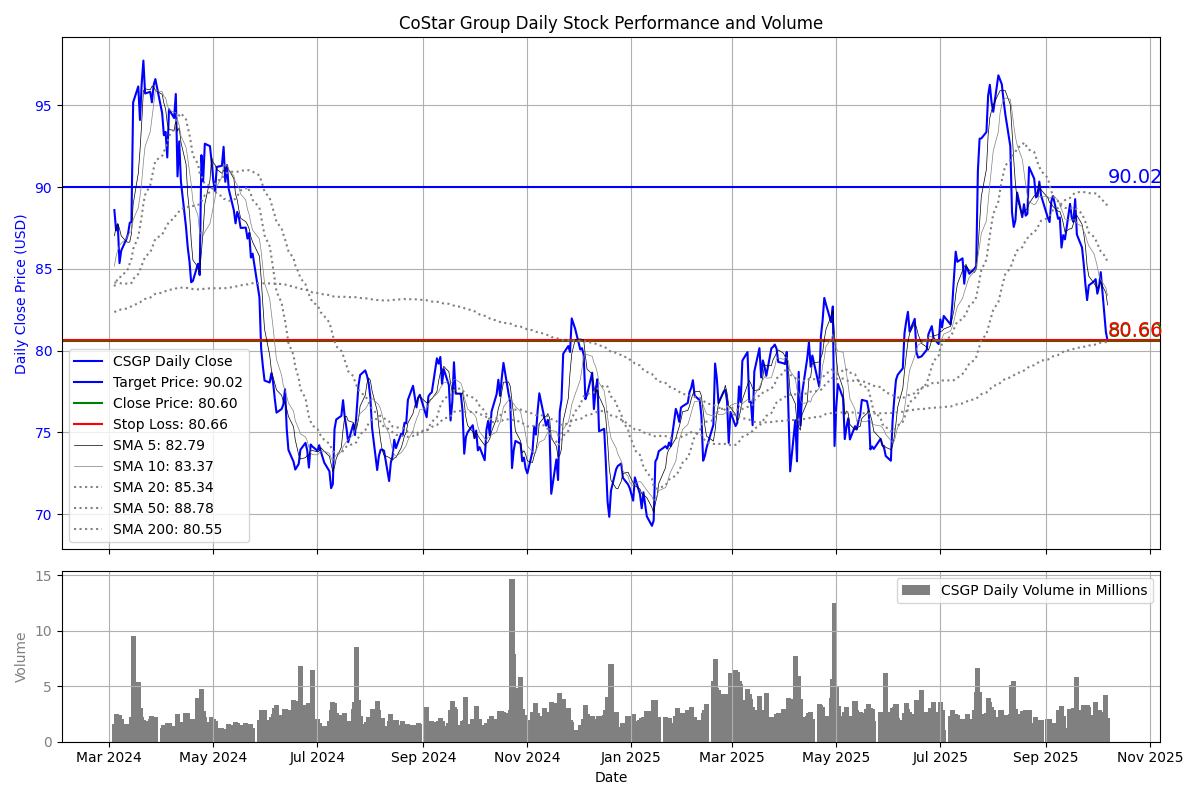 CoStar Group Daily Stock Performance and Volume
Daily Close Price (USD)
95
90
85
80
75
70
90.02
80.60
80.66
CSGP Daily Close
Target Price: 90.02
Close Price: 80.60
Stop Loss: 80.66
SMA 5: 82.79
SMA 10: 83.37
SMA 20: 85.34
SMA 50: 88.78
SMA 200: 80.55
Volume
15
10
5
0
CSGP Daily Volume in Millions
Mar 2024 May 2024 Jul 2024 Sep 2024 Nov 2024 Jan 2025 Mar 2025 May 2025 Jul 2025 Sep 2025 Nov 2025
Date